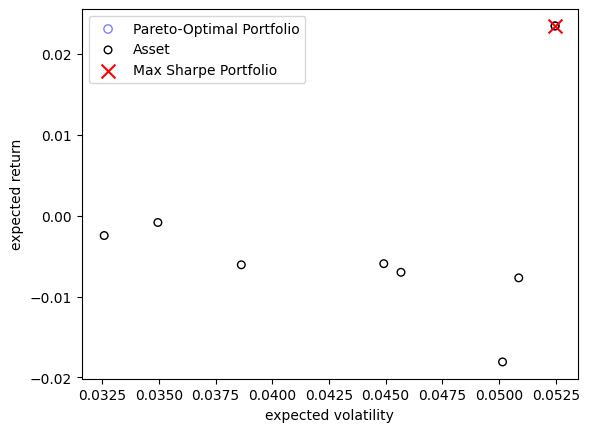 Pareto-Optimal Portfolio
Asset
Max Sharpe Portfolio
0.02
0.01
0.00
−0.01
−0.02
expected return
0.0325 0.0350 0.0375 0.0400 0.0425 0.0450 0.0475 0.0500 0.0525
expected volatility